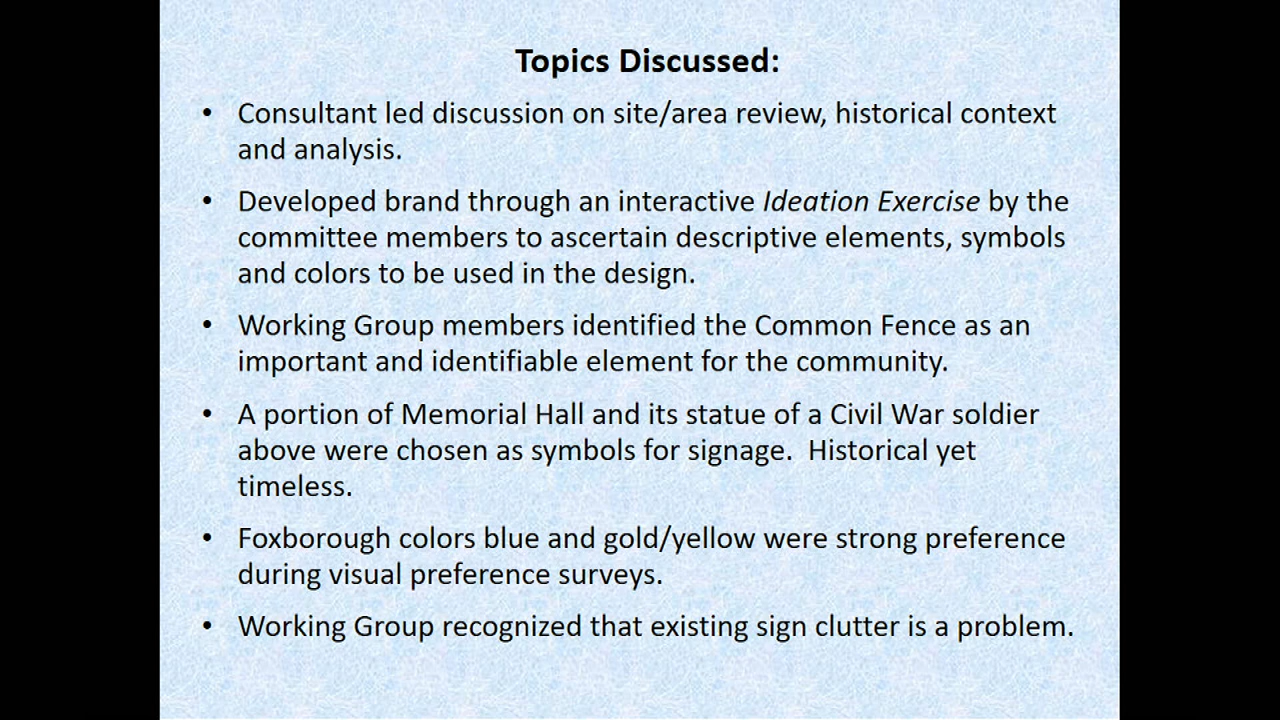 Topics Discussed:
• Consultant led discussion on site/area review, historical context
and analysis.
• Developed brand through an interactive Ideation Exercise by the
committee members to ascertain descriptive elements, symbols
and colors to be used in the design.
• Working Group members identified the Common Fence as an
important and identifiable element for the community.
• A portion of Memorial Hall and its statue of a Civil War soldier
above were chosen as symbols for signage.  Historical yet
timeless.
• Foxborough colors blue and gold/yellow were strong preference
during visual preference surveys.
• Working Group recognized that existing sign clutter is a problem.